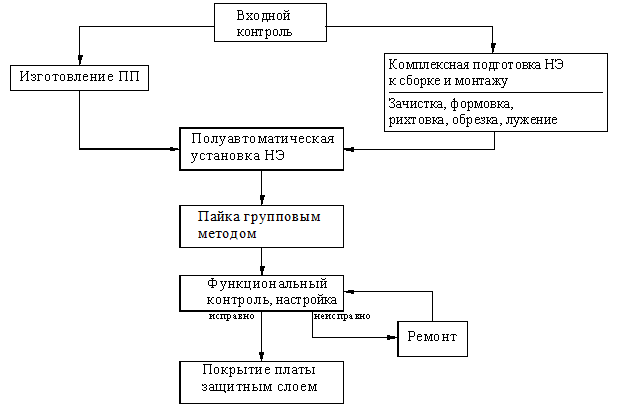 Входной
контроль
Изготовление ПП
Комплексная подготовка НЭ
к сборке и монтажу
Зачистка, формовка,
рихтовка, обрезка, лужение
Полуавтоматическая
установка НЭ
Пайка групповым
методом
Функциональный
контроль, настройка
исправно
неисправно
Ремонт
Покрытие платы
защитным слоем